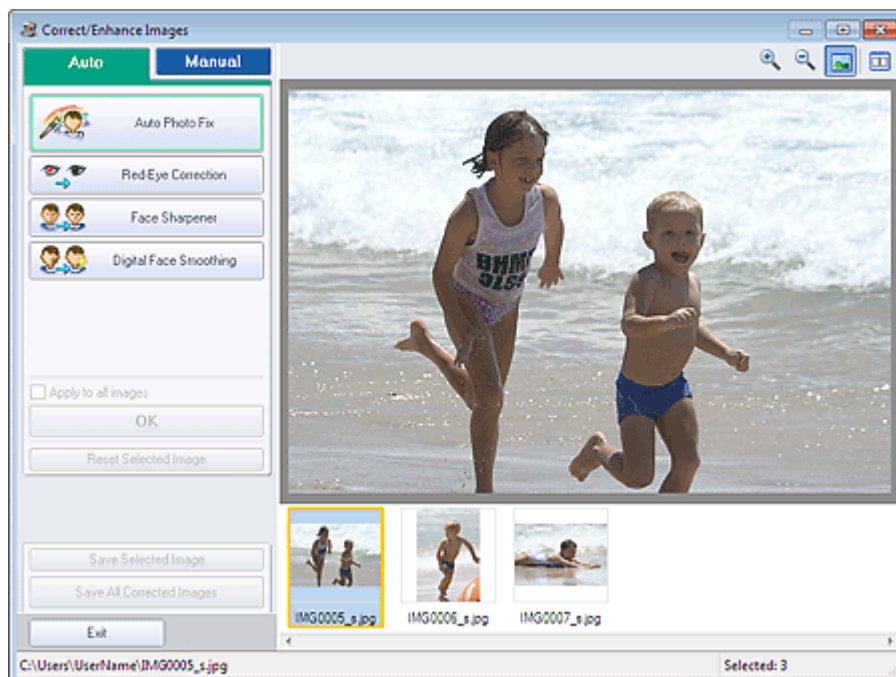 Correct/Enhance Images
Auto
Manual
Auto Photo Fix
Red-Eye Correction
Face Sharpener
Digital Face Smoothing
Apply to all images
OK
Reset Selected Image
Save Selected Image
Save All Corrected Images
Exit
BHMK
IMG0005_s.jpg
IMG0006_s.jpg
IMG0007_s.jpg
C:\Users\UserName\IMG0005_s.jpg
Selected: 3